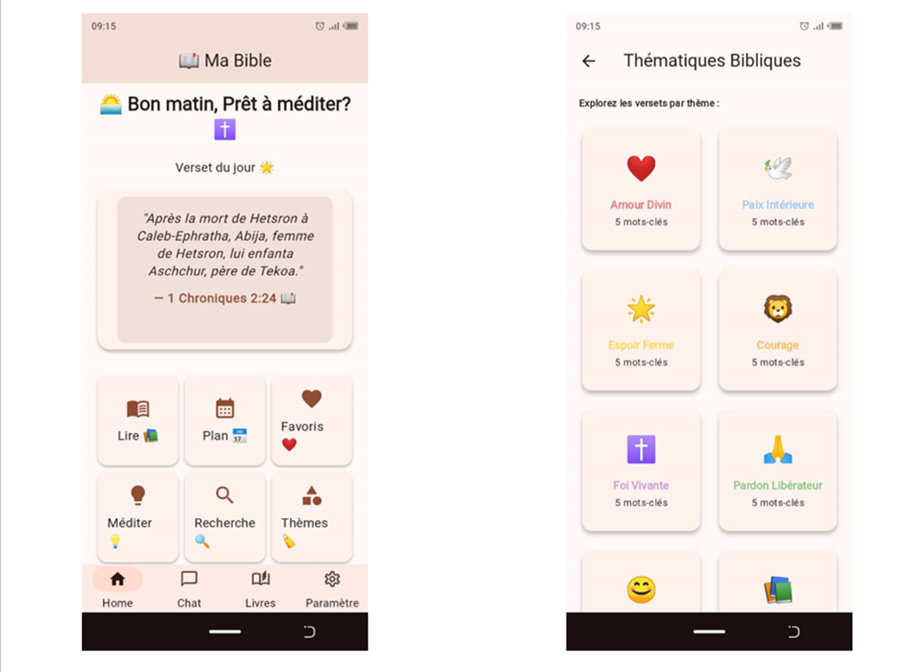 09:15
Ma Bible
Bon matin, Prêt à méditer?
Verset du jour
"Après la mort de Hetsron à
Caleb-Ephratha, Abija, femme
de Hetsron, lui enfanta
Aschchur, père de Tekoa."
— 1 Chroniques 2:24
Lire
Plan
Favoris
Méditer
Recherche
Thèmes
Home
Chat
Livres
Paramètre
09:15
Thématiques Bibliques
Explorez les versets par thème :
Amour Divin
5 mots-clés
Paix Intérieure
5 mots-clés
Espoir Ferme
5 mots-clés
Courage
5 mots-clés
Foi Vivante
5 mots-clés
Pardon Libérateur
5 mots-clés